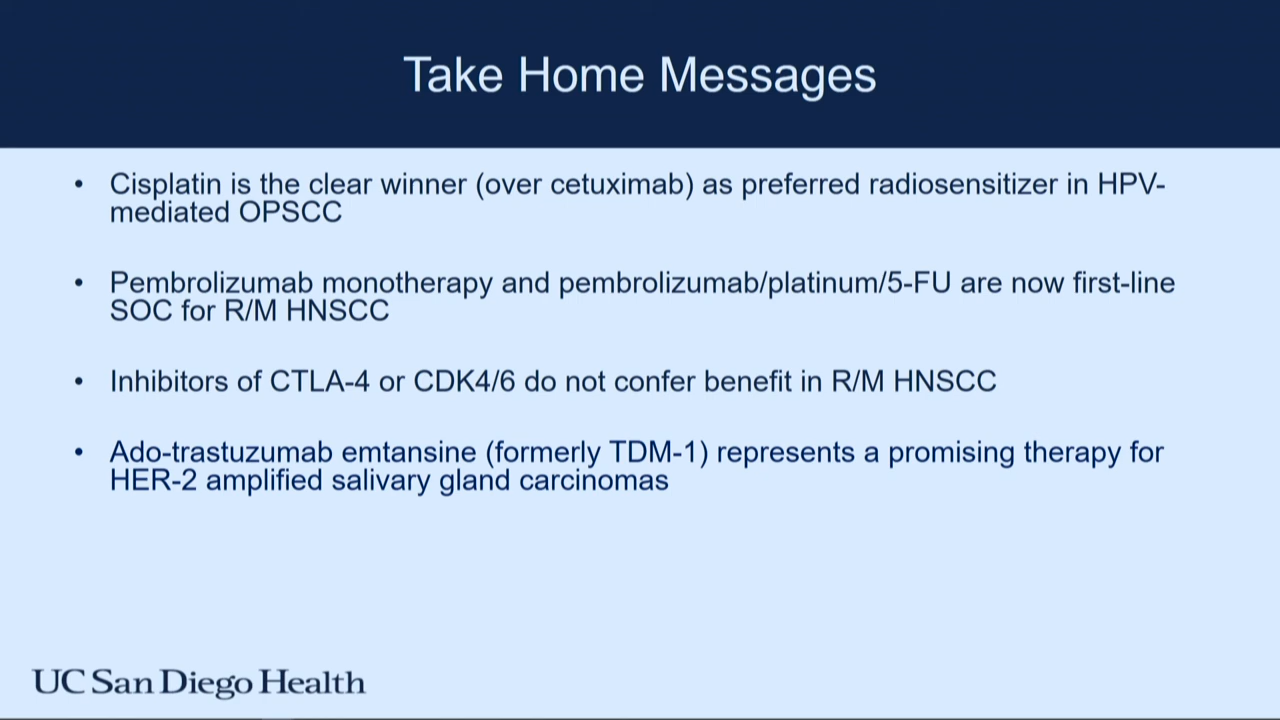 Take Home Messages
• Cisplatin is the clear winner (over cetuximab) as preferred radiosensitizer in HPV-
mediated OPSCC
• Pembrolizumab monotherapy and pembrolizumab/platinum/5-FU are now first-line
SOC for R/M HNSCC
• Inhibitors of CTLA-4 or CDK4/6 do not confer benefit in R/M HNSCC
• Ado-trastuzumab emtansine (formerly TDM-1) represents a promising therapy for
HER-2 amplified salivary gland carcinomas
UC San Diego Health